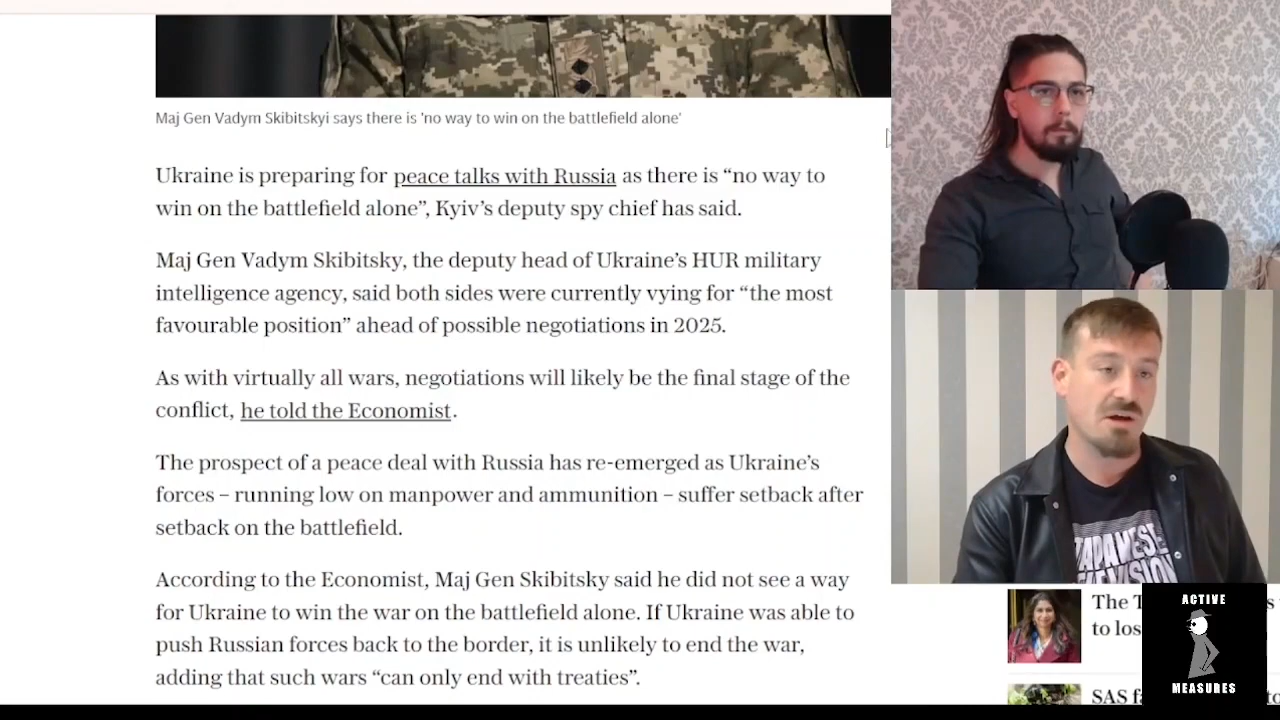 Maj Gen Vadym Skibitskyi says there is 'no way to win on the battlefield alone'
Ukraine is preparing for peace talks with Russia as there is “no way to
win on the battlefield alone”, Kyiv’s deputy spy chief has said.
Maj Gen Vadym Skibitsky, the deputy head of Ukraine’s HUR military
intelligence agency, said both sides were currently vying for “the most
favourable position” ahead of possible negotiations in 2025.
As with virtually all wars, negotiations will likely be the final stage of the
conflict, he told the Economist.
The prospect of a peace deal with Russia has re-emerged as Ukraine’s
forces – running low on manpower and ammunition – suffer setback after
setback on the battlefield.
According to the Economist, Maj Gen Skibitsky said he did not see a way
for Ukraine to win the war on the battlefield alone. If Ukraine was able to
push Russian forces back to the border, it is unlikely to end the war,
adding that such wars “can only end with treaties”.
JAPANESE
The
to los
SAS
ACTIVE
MEASURES